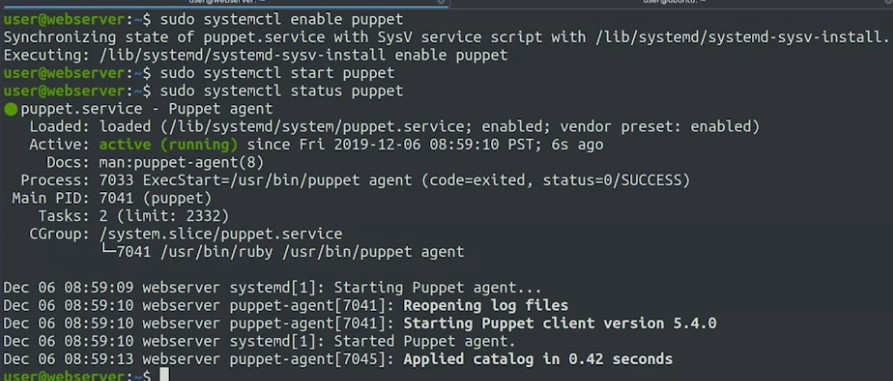 user@webserver: ~
user@ubuntu: ~
user@webserver:~$ sudo systemctl enable puppet
Synchronizing state of puppet.service with SysV service script with /lib/systemd/systemd-sysv-install.
Executing: /lib/systemd/systemd-sysv-install enable puppet
user@webserver:~$ sudo systemctl start puppet
user@webserver:~$ sudo systemctl status puppet
● puppet.service - Puppet agent
   Loaded: loaded (/lib/systemd/system/puppet.service; enabled; vendor preset: enabled)
   Active: active (running) since Fri 2019-12-06 08:59:10 PST; 6s ago
     Docs: man:puppet-agent(8)
  Process: 7033 ExecStart=/usr/bin/puppet agent (code=exited, status=0/SUCCESS)
 Main PID: 7041 (puppet)
    Tasks: 2 (limit: 2332)
   CGroup: /system.slice/puppet.service
           └─7041 /usr/bin/ruby /usr/bin/puppet agent
Dec 06 08:59:09 webserver systemd[1]: Starting Puppet agent...
Dec 06 08:59:10 webserver puppet-agent[7041]: Reopening log files
Dec 06 08:59:10 webserver puppet-agent[7041]: Starting Puppet client version 5.4.0
Dec 06 08:59:10 webserver systemd[1]: Started Puppet agent.
Dec 06 08:59:13 webserver puppet-agent[7045]: Applied catalog in 0.42 seconds
user@webserver:~$